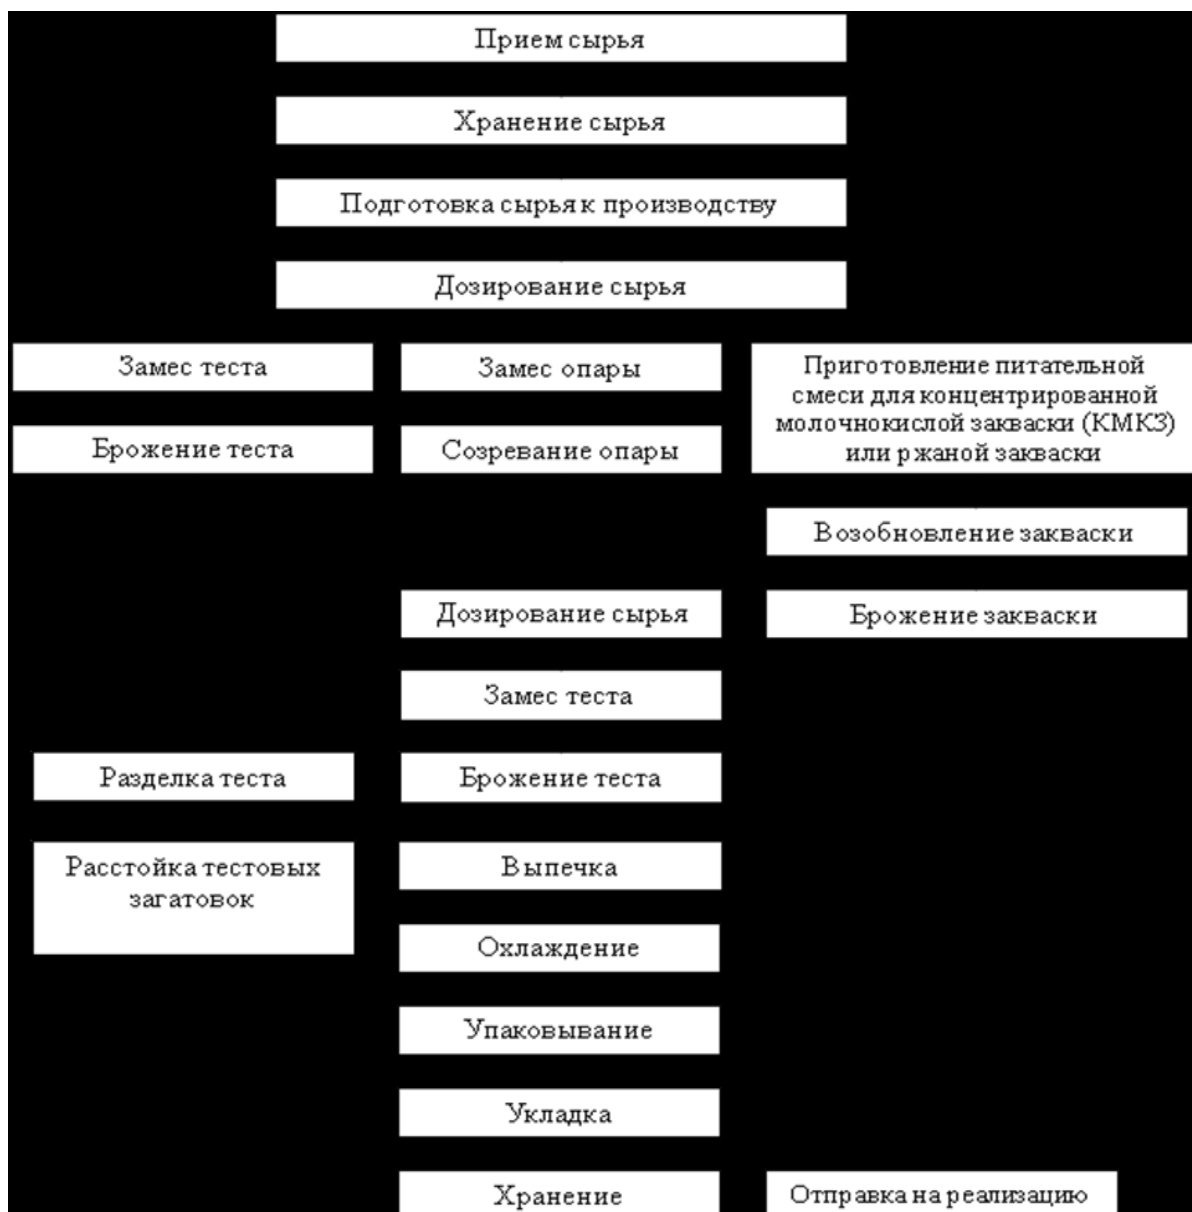 Прием сырья
Хранение сырья
Подготовка сырья к производству
Дозирование сырья
Замес теста
Замес опары
Приготовление питательной
смеси для концентрированной
молочнокислой закваски (КМКЗ)
или ржаной закваски
Брожение теста
Созревание опары
Возобновление закваски
Дозирование сырья
Брожение закваски
Замес теста
Разделка теста
Брожение теста
Расстойка тестовых
загатовок
Выпечка
Охлаждение
Упаковывание
Укладка
Хранение
Отправка на реализацию